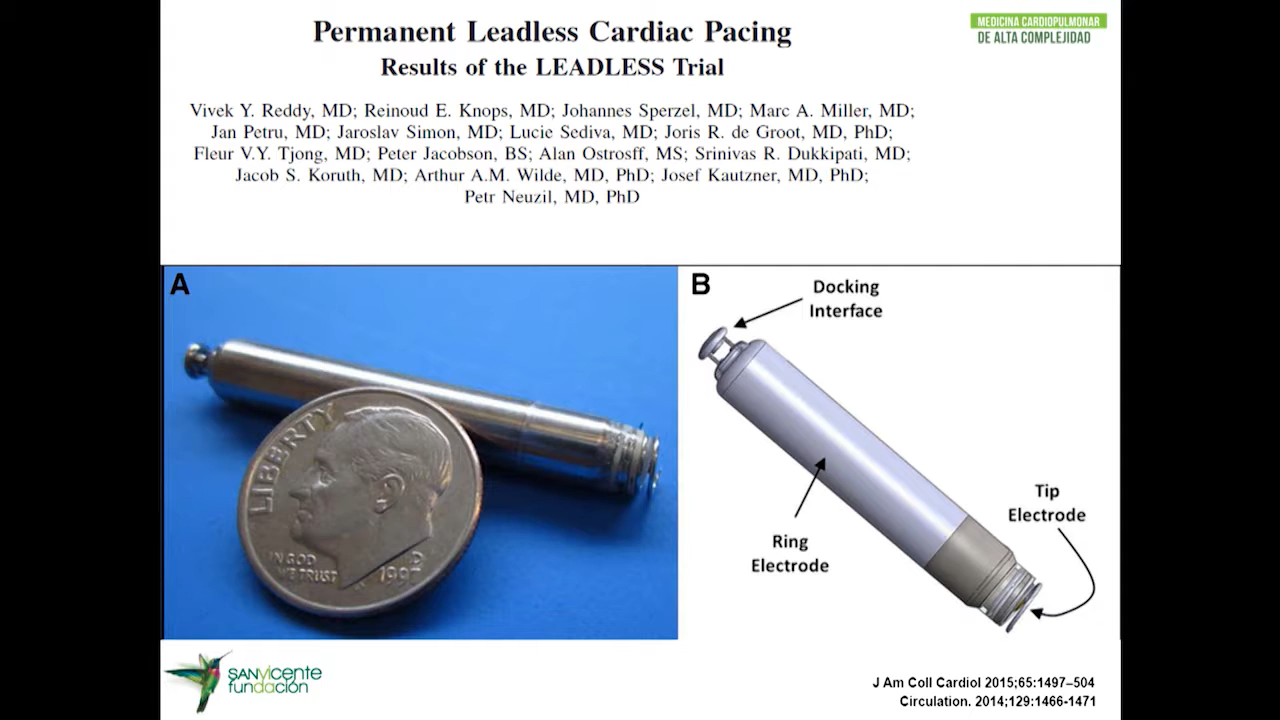 Permanent Leadless Cardiac Pacing
Results of the LEADLESS Trial
MEDICINA CARDIOPULMONAR
DE ALTA COMPLEJIDAD
Vivek Y. Reddy, MD; Reinoud E. Knops, MD; Johannes Sperzel, MD; Marc A. Miller, MD;
Jan Petru, MD; Jaroslav Simon, MD; Lucie Sediva, MD; Joris R. de Groot, MD, PhD;
Fleur V.Y. Tjong, MD; Peter Jacobson, BS; Alan Ostrosff, MS; Srinivas R. Dukkipati, MD;
Jacob S. Koruth, MD; Arthur A.M. Wilde, MD, PhD; Josef Kautzner, MD, PhD;
Petr Neuzil, MD, PhD
A
LIBERTY
IN GOD
WE TRUST
D
1997
B
Docking
Interface
Ring
Electrode
Tip
Electrode
SANVICENTE
fundación
J Am Coll Cardiol 2015;65:1497–504
Circulation. 2014;129:1466-1471